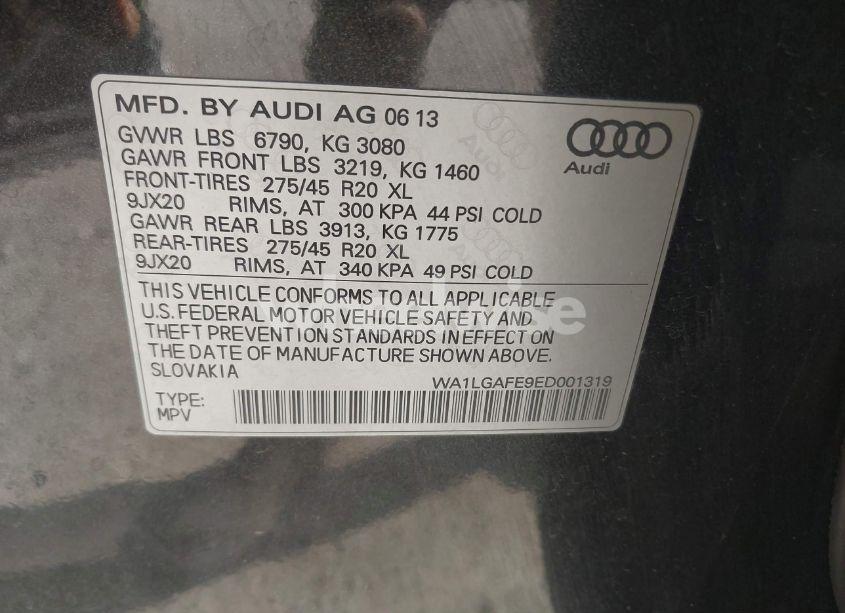 MFD. BY AUDI AG 06 13
GVWR LBS 6790, KG 3080
GAWR FRONT LBS 3219, KG 1460
FRONT-TIRES 275/45 R20 XL
9JX20 RIMS, AT 300 KPA 44 PSI COLD
GAWR REAR LBS 3913, KG 1775
REAR-TIRES 275/45 R20 XL
9JX20 RIMS, AT 340 KPA 49 PSI COLD
Audi
THIS VEHICLE CONFORMS TO ALL APPLICABLE
U.S. FEDERAL MOTOR VEHICLE SAFETY AND
THEFT PREVENTION STANDARDS IN EFFECT ON
THE DATE OF MANUFACTURE SHOWN ABOVE.
SLOVAKIA
WA1LGAFE9ED001319
TYPE:
MPV